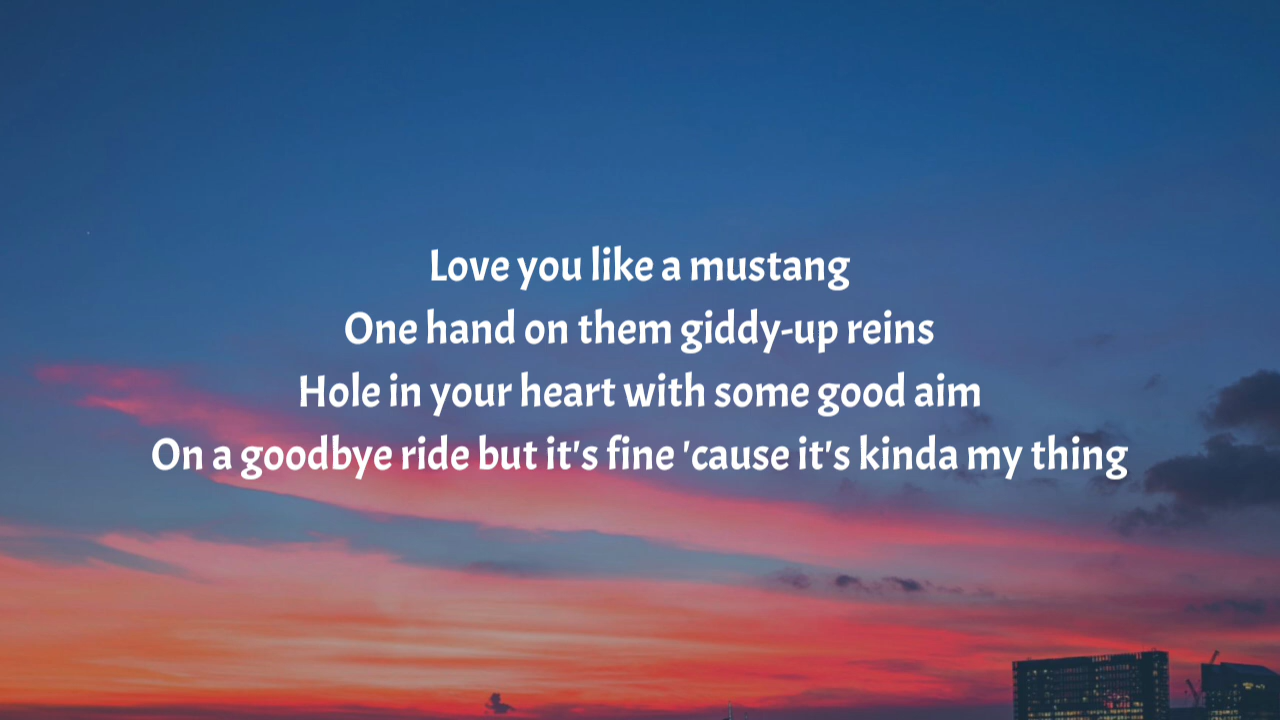 Love you like a mustang
One hand on them giddy-up reins
Hole in your heart with some good aim
On a goodbye ride but it's fine 'cause it's kinda my thing